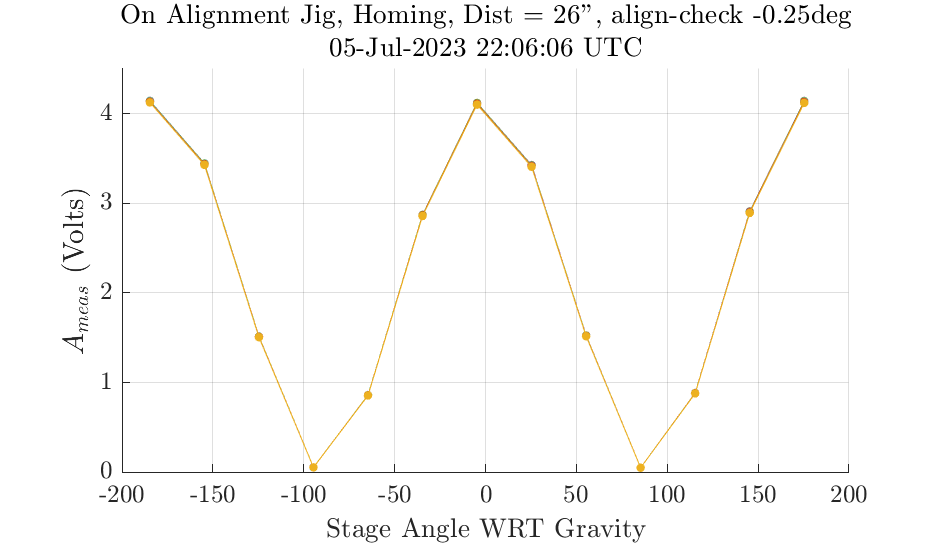 On Alignment Jig, Homing, Dist = 26”, align-check -0.25deg
05-Jul-2023 22:06:06 UTC
A_meas (Volts)
4
3
2
1
0
-200 -150 -100 -50 0 50 100 150 200
Stage Angle WRT Gravity